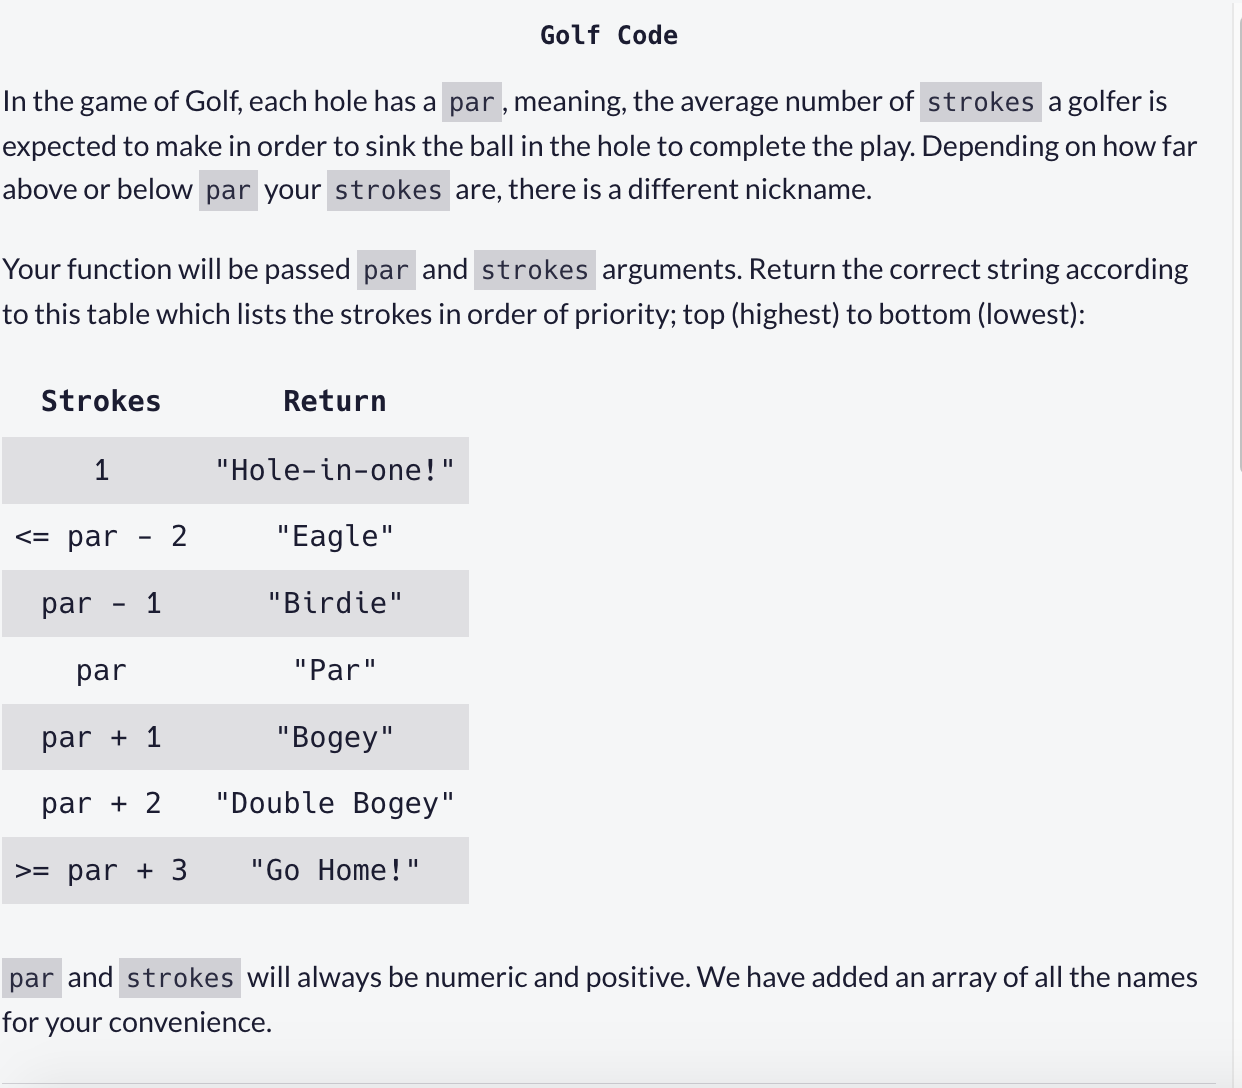 Golf Code
In the game of Golf, each hole has a par, meaning, the average number of strokes a golfer is
expected to make in order to sink the ball in the hole to complete the play. Depending on how far
above or below par your strokes are, there is a different nickname.
Your function will be passed par and strokes arguments. Return the correct string according
to this table which lists the strokes in order of priority; top (highest) to bottom (lowest):
Strokes Return
1 "Hole-in-one!"
<= par - 2 "Eagle"
par - 1 "Birdie"
par "Par"
par + 1 "Bogey"
par + 2 "Double Bogey"
>= par + 3 "Go Home!"
par and strokes will always be numeric and positive. We have added an array of all the names
for your convenience.